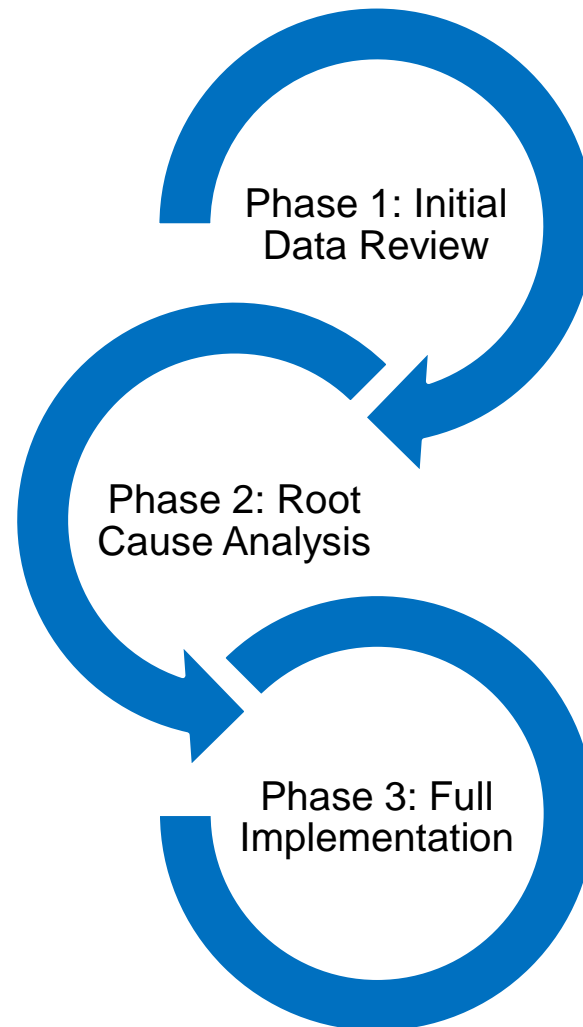 Phase 1: Initial
Data Review
Phase 2: Root
Cause Analysis
Phase 3: Full
Implementation